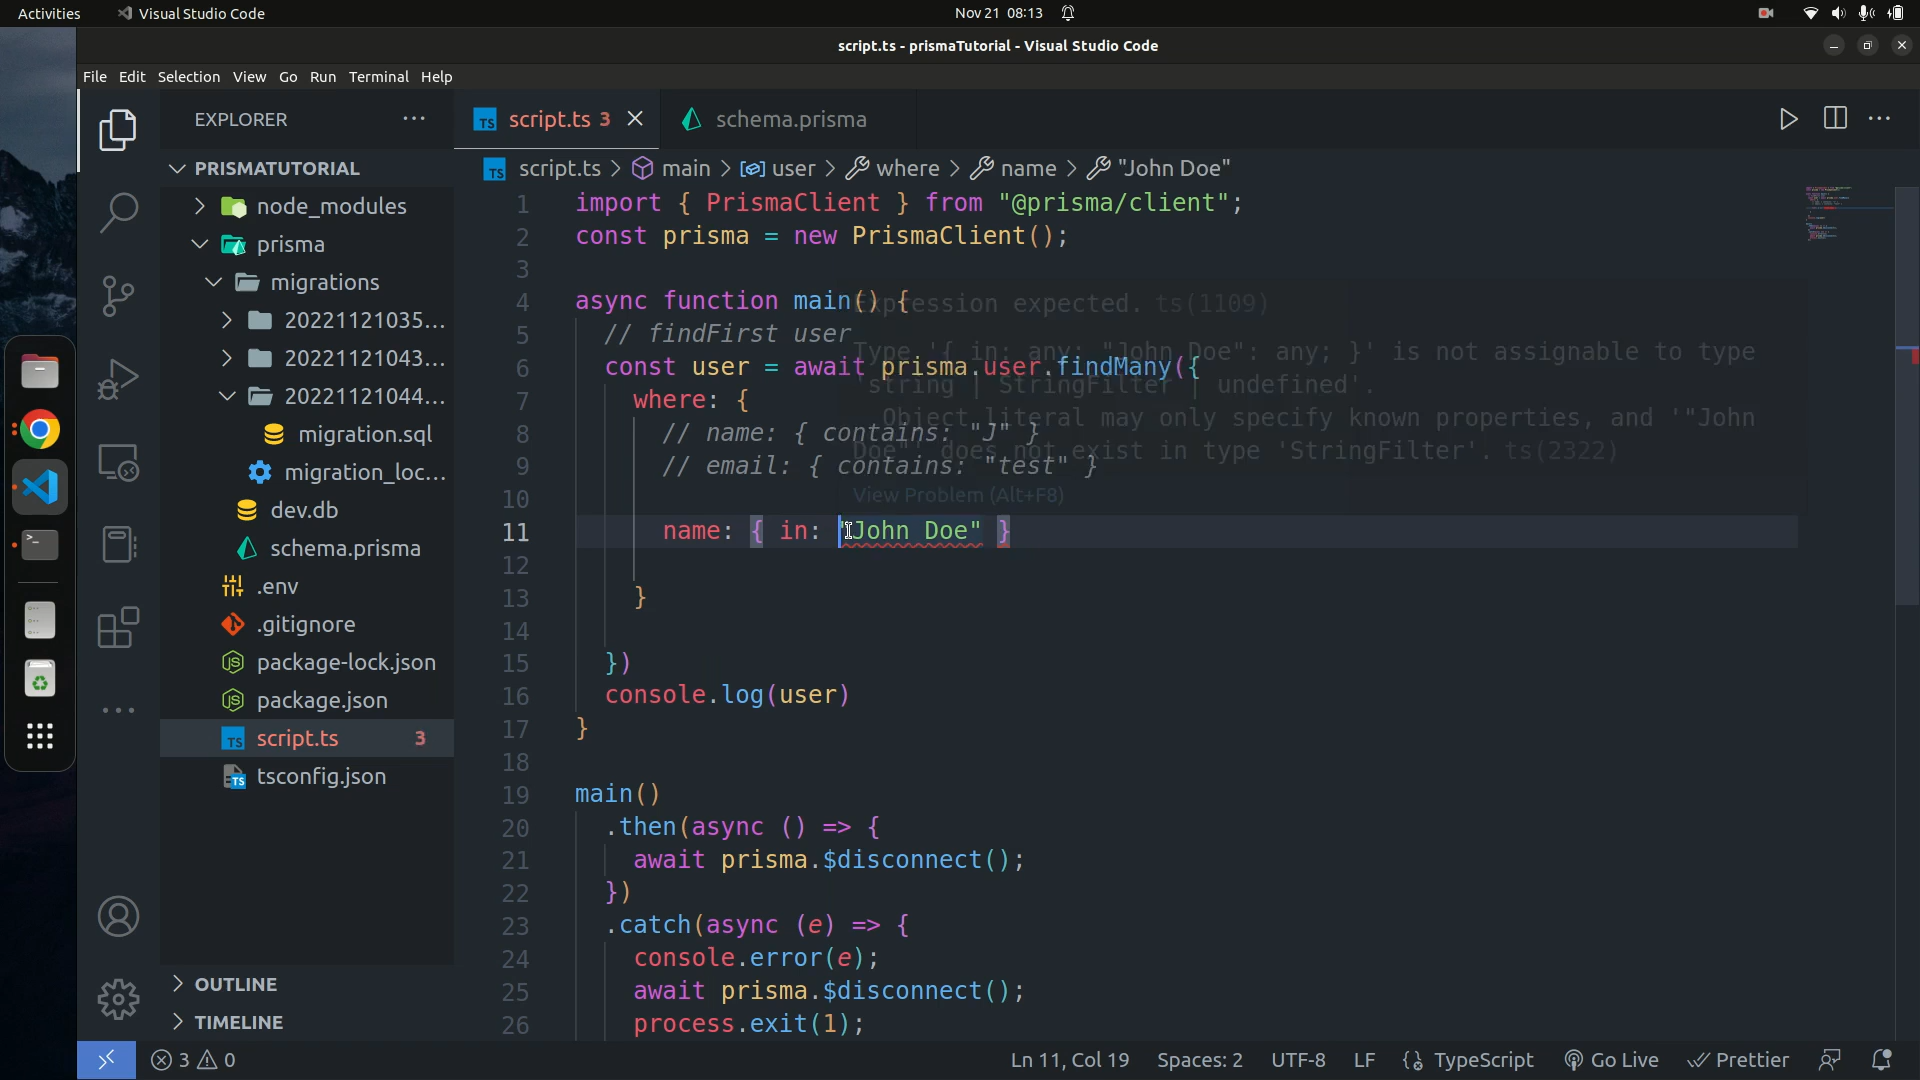 Activities Visual Studio Code Nov 21 08:13
script.ts - prismaTutorial - Visual Studio Code
File Edit Selection View Go Run Terminal Help
EXPLORER ... script.ts 3 schema.prisma
PRISMATUTORIAL
node_modules
prisma
migrations
20221121035...
20221121043...
20221121044...
migration.sql
migration_loc...
dev.db
schema.prisma
.env
.gitignore
package-lock.json
package.json
script.ts 3
tsconfig.json
OUTLINE
TIMELINE
script.ts > main > user > where > name > "John Doe"
1 import { PrismaClient } from "@prisma/client";
2 const prisma = new PrismaClient();
3
4 async function main() {
5 // findFirst user
6 const user = await prisma.user.findMany({
7 where: {
8 // name: { contains: "J" }
9 // email: { contains: "test" }
10
11 name: { in: "John Doe" }
12
13 }
14
15 })
16 console.log(user)
17 }
18
19 main()
20 .then(async () => {
21 await prisma.$disconnect();
22 })
23 .catch(async (e) => {
24 console.error(e);
25 await prisma.$disconnect();
26 process.exit(1);
Expression expected. ts(1109)
Type '{ in: any; "John Doe": any; }' is not assignable to type
'string | StringFilter | undefined'.
Object literal may only specify known properties, and '"John
Doe"' does not exist in type 'StringFilter'. ts(2322)
View Problem (Alt+F8)
3 0 Ln 11, Col 19 Spaces: 2 UTF-8 LF TypeScript Go Live Prettier